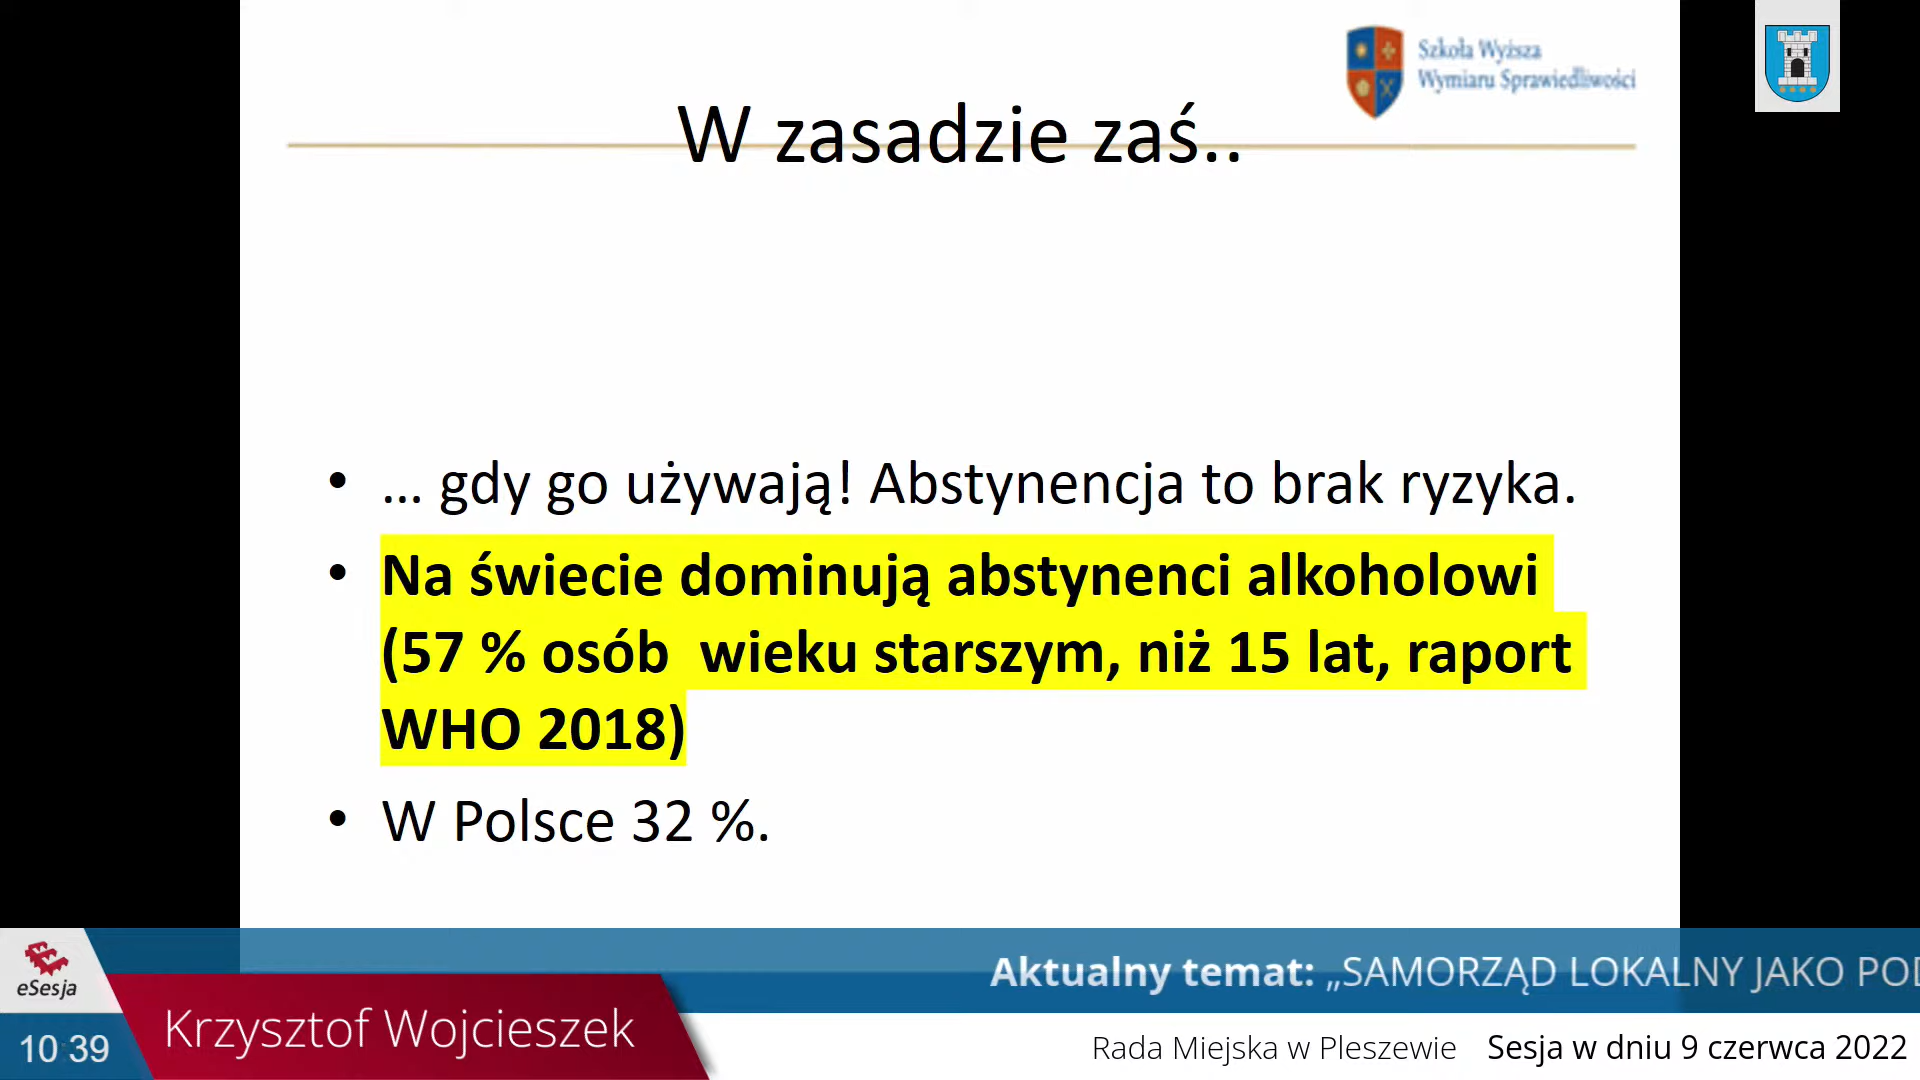 Szkoła Wyższa
Wymiaru Sprawiedliwości
W zasadzie zaś..
• ... gdy go używają! Abstynencja to brak ryzyka.
• Na świecie dominują abstynenci alkoholowi
(57 % osób  wieku starszym, niż 15 lat, raport
WHO 2018)
• W Polsce 32 %.
Aktualny temat: „SAMORZĄD LOKALNY JAKO POD
eSesja
Krzysztof Wojcieszek
10:39
Rada Miejska w Pleszewie Sesja w dniu 9 czerwca 2022